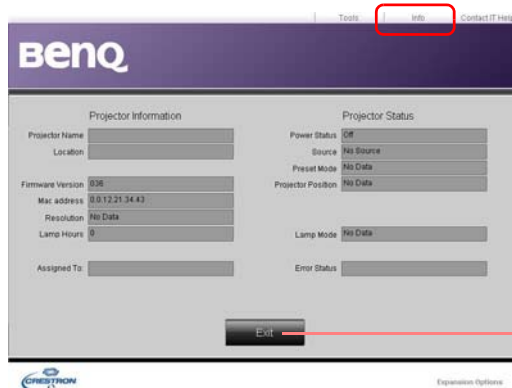 Tools Info Contact IT Help
BenQ
Projector Information Projector Status
Projector Name Power Status Off
Location Source No Source
Preset Mode No Data
Firmware Version 036 Projector Position No Data
Mac address 0.0.12.21.34.43
Resolution No Data
Lamp Hours 0 Lamp Mode No Data
Assigned To: Error Status
Exit
CRESTRON Expansion Options